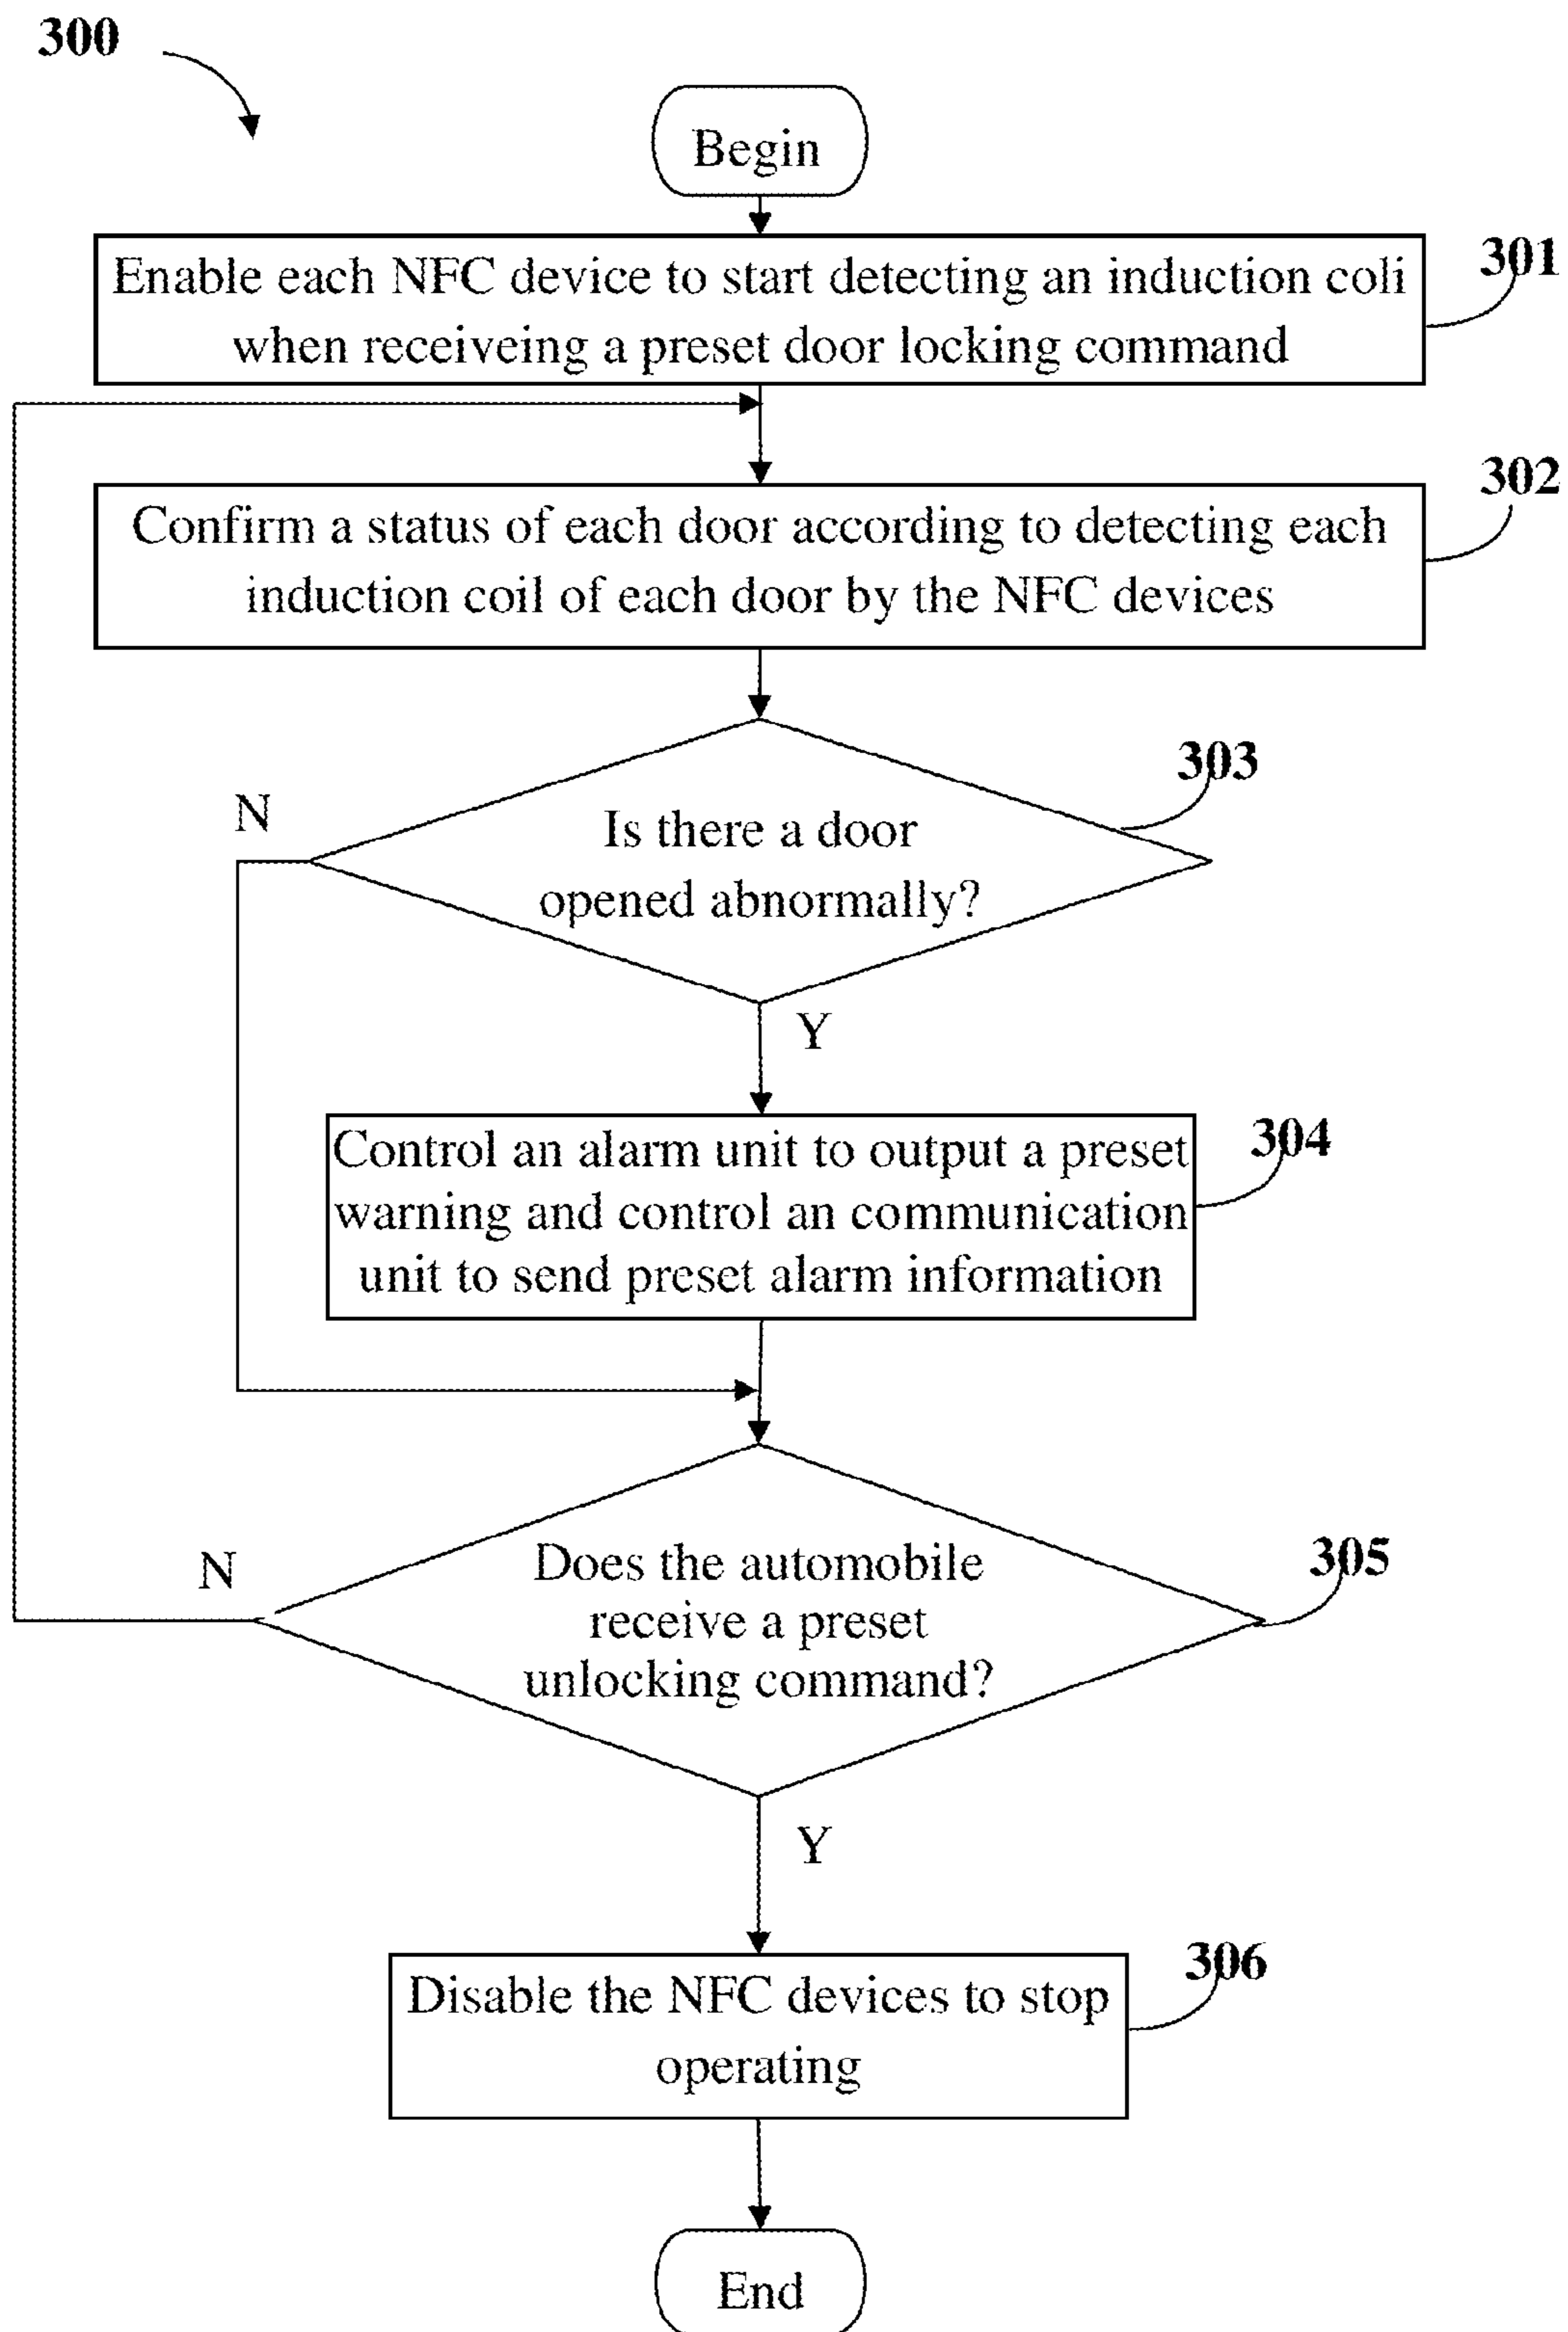 300
Begin
Enable each NFC device to start detecting an induction coli
when receiveing a preset door locking command
301
Confirm a status of each door according to detecting each
induction coil of each door by the NFC devices
302
Is there a door
opened abnormally?
303
N
Y
Control an alarm unit to output a preset
warning and control an communication
unit to send preset alarm information
304
Does the automobile
receive a preset
unlocking command?
305
N
Y
Disable the NFC devices to stop
operating
306
End